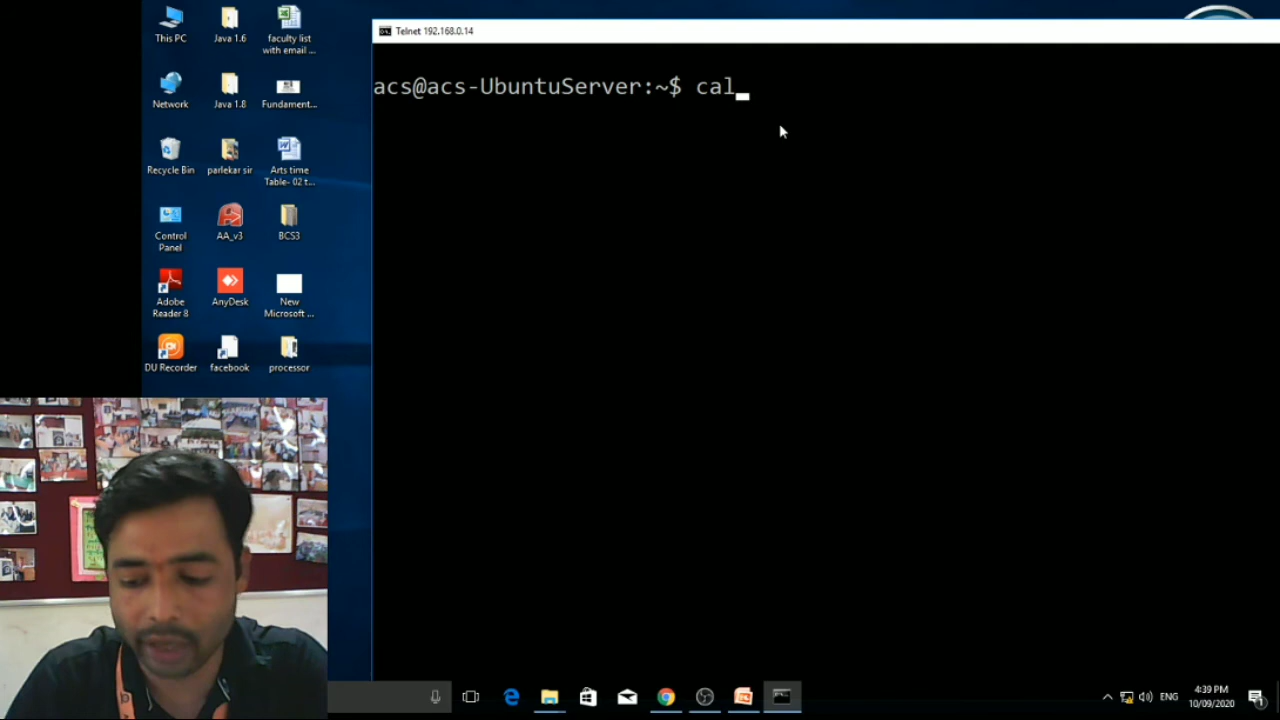 Telnet 192.168.0.14
acs@acs-UbuntuServer:~$ cal
This PC
Java 1.6
faculty list
with email ...
Network
Java 1.8
Fundament...
Recycle Bin
parlekar sir
Arts time
Table- 02 t...
Control
Panel
AA_v3
BCS3
Adobe
Reader 8
AnyDesk
New
Microsoft ...
DU Recorder
facebook
processor
ENG
4:39 PM
10/09/2020